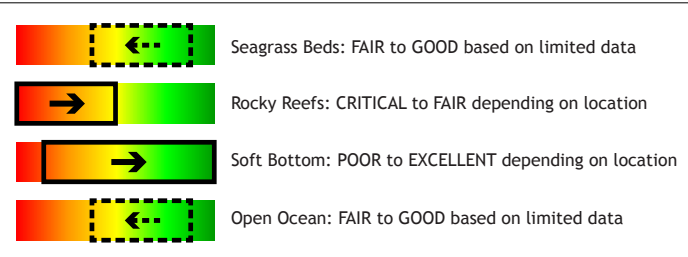 Seagrass Beds: FAIR to GOOD based on limited data
Rocky Reefs: CRITICAL to FAIR depending on location
Soft Bottom: POOR to EXCELLENT depending on location
Open Ocean: FAIR to GOOD based on limited data